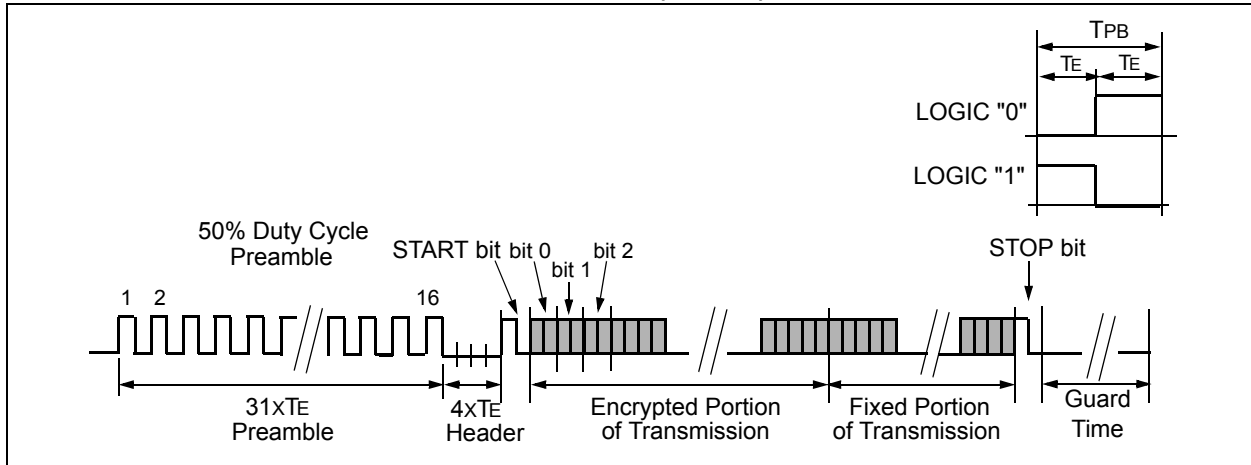 TPB
TE TE
LOGIC "0"
LOGIC "1"
50% Duty Cycle
Preamble
START bit bit 0 bit 1 bit 2
STOP bit
1 2 16
31xTE
Preamble
4xTE
Header
Encrypted Portion
of Transmission
Fixed Portion
of Transmission
Guard
Time